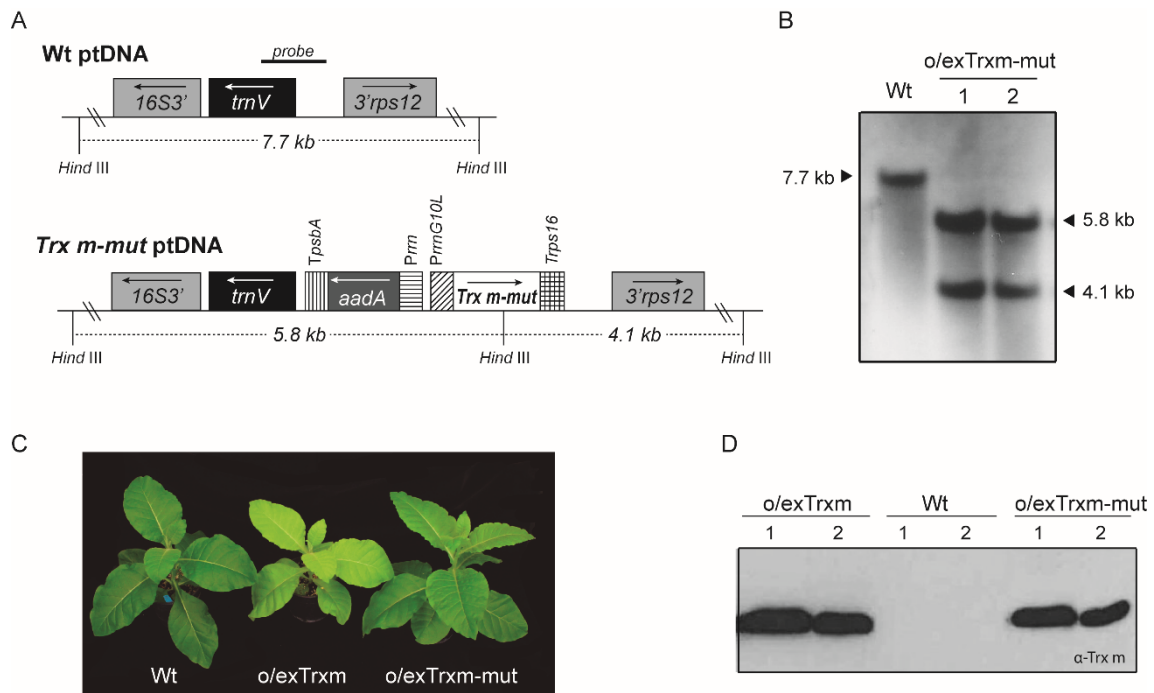 A
Wt ptDNA
probe
16S3'
trnV
3'rps12
7.7 kb
Hind III
Hind III
Trx m-mut ptDNA
TpsbA
Prrn
PrrnG10L
Trps16
16S3'
trnV
aadA
Trx m-mut
3'rps12
5.8 kb
4.1 kb
Hind III
Hind III
Hind III
B
o/exTrxm-mut
Wt
1 2
7.7 kb
5.8 kb
4.1 kb
C
Wt
o/exTrxm
o/exTrxm-mut
D
o/exTrxm Wt o/exTrxm-mut
1 2 1 2 1 2
α-Trx m